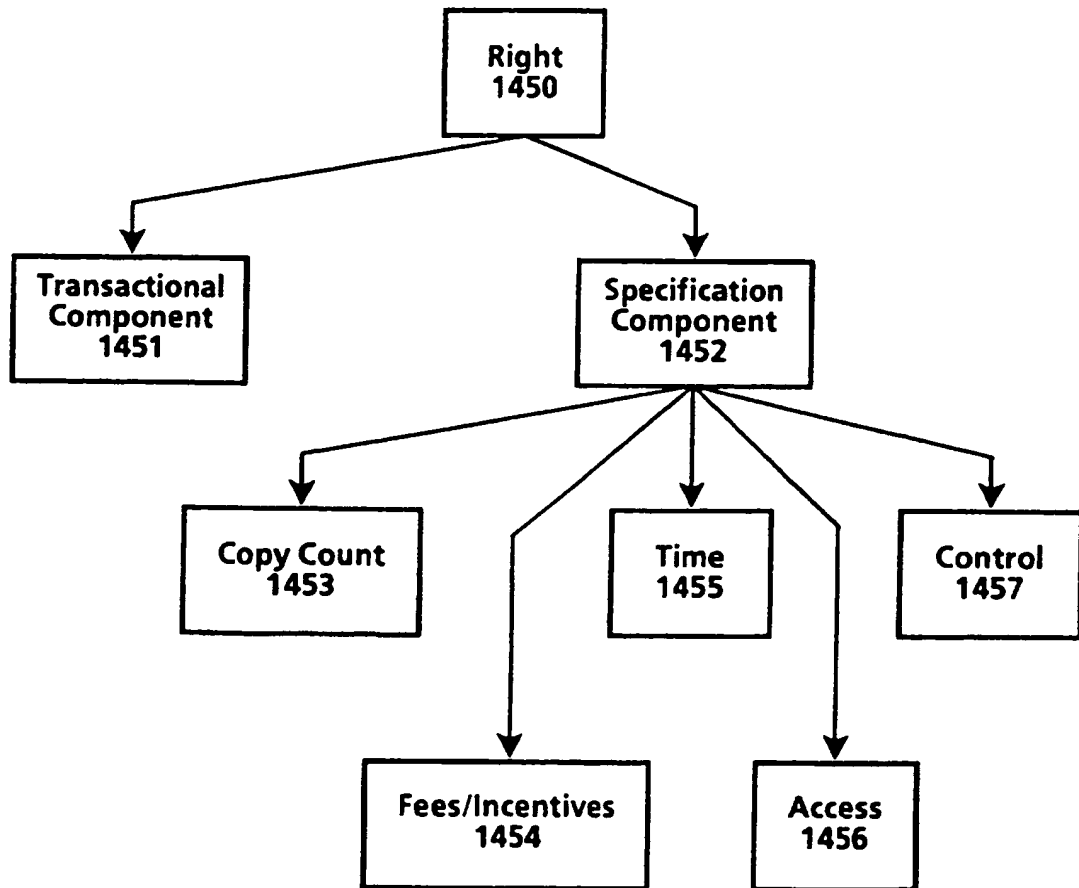 Right
1450
Transactional
Component
1451
Specification
Component
1452
Copy Count
1453
Time
1455
Control
1457
Fees/Incentives
1454
Access
1456